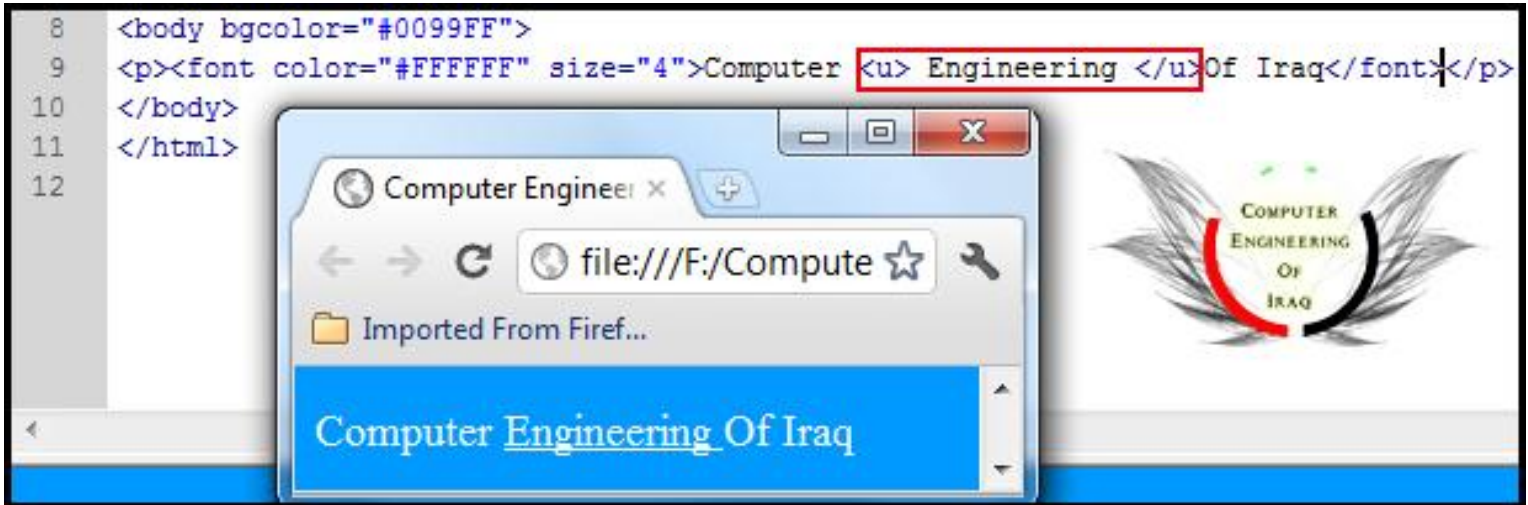 8 <body bgcolor="#0099FF">
9 <p><font color="#FFFFFF" size="4">Computer <u> Engineering </u>Of Iraq</font></p>
10 </body>
11 </html>
12
Computer Engineer
file:///F:/Compute
Imported From Firef...
Computer Engineering Of Iraq
COMPUTER
ENGINEERING
OF
IRAQ